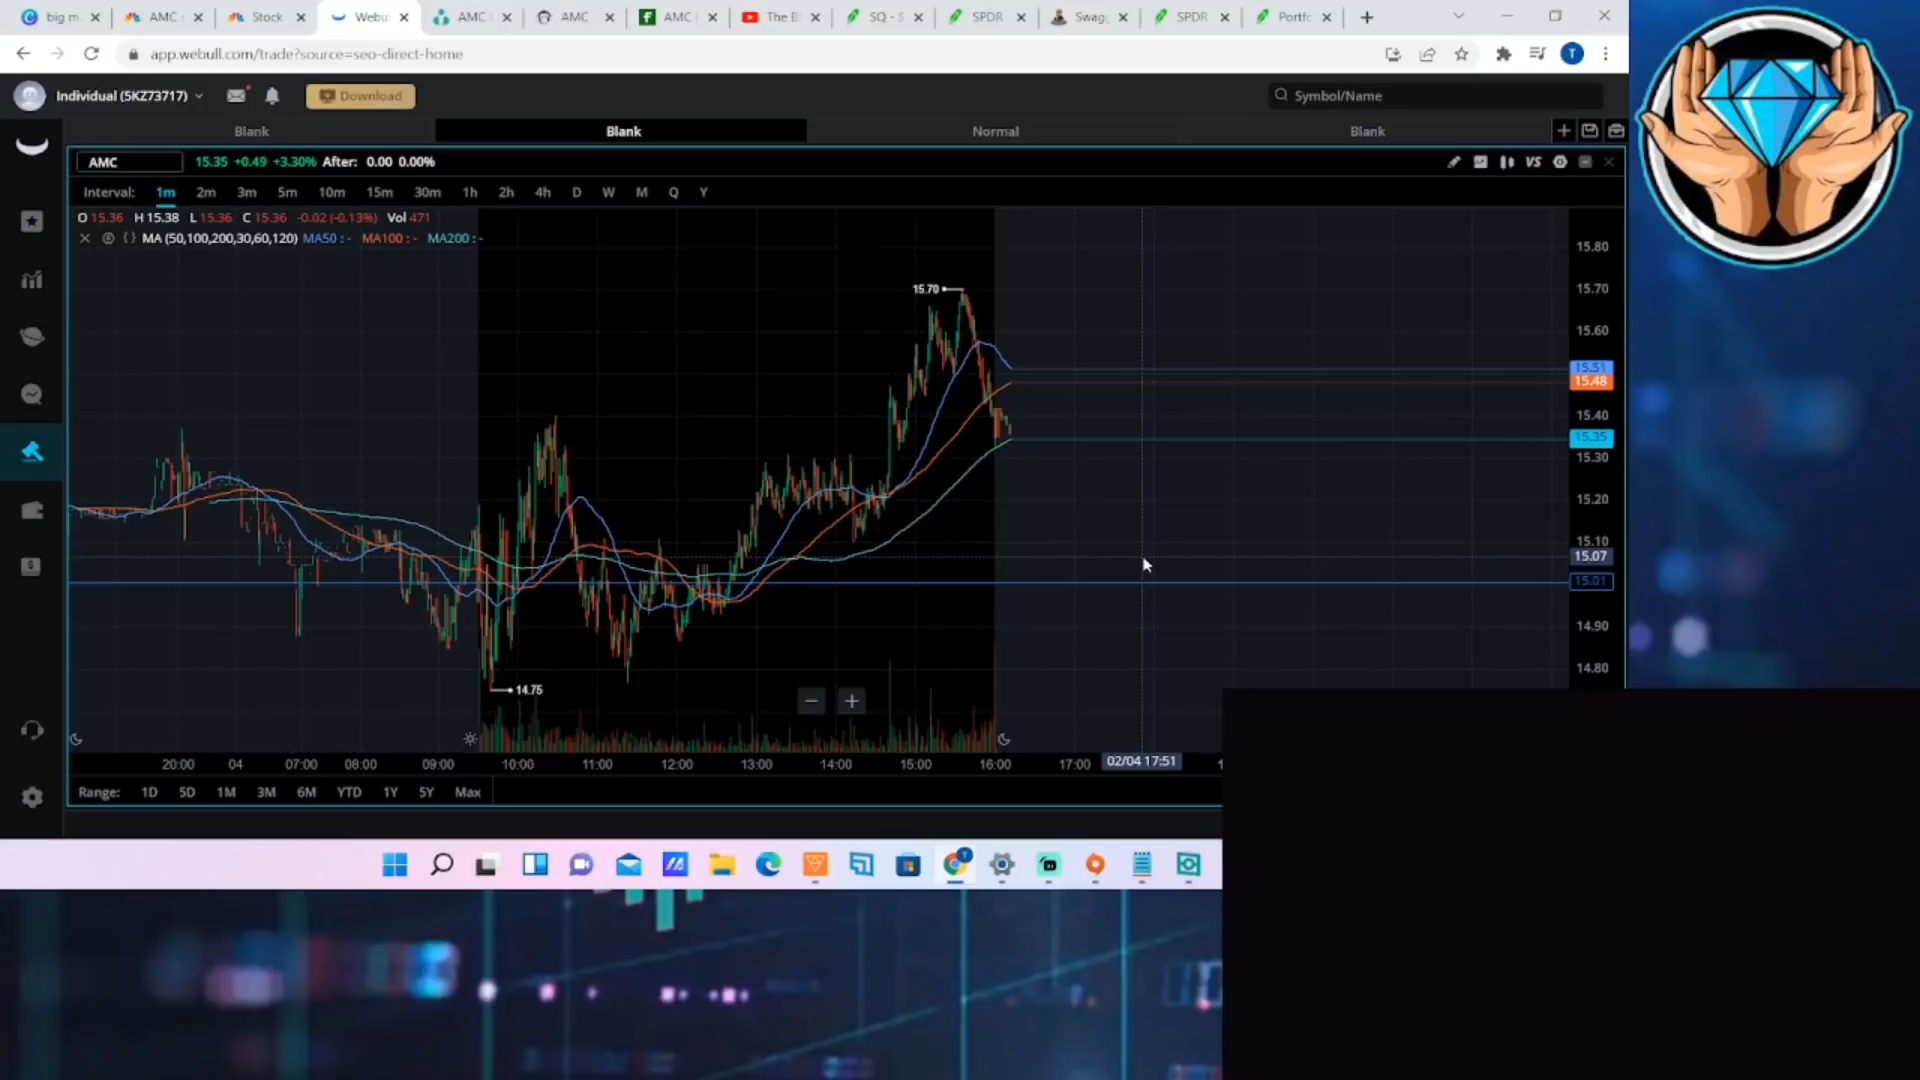 big m
AMC
Stock
Webul
AMC
AMC
AMC
The B
SQ - S
SPDR
Swag
SPDR
Portfo
app.webull.com/trade?source=seo-direct-home
T
Individual (5KZ73717)
Download
Symbol/Name
Blank
Blank
Normal
Blank
AMC
15.35 +0.49 +3.30% After: 0.00 0.00%
VS
Interval: 1m 2m 3m 5m 10m 15m 30m 1h 2h 4h D W M Q Y
O 15.36 H 15.38 L 15.36 C 15.36 -0.02 (-0.13%) Vol 471
MA (50,100,200,30,60,120) MA50 : - MA100 : - MA200 : -
15.80
15.70
15.70
15.60
15.51
15.48
15.40
15.35
15.30
15.20
15.10
15.07
15.01
14.90
14.80
14.75
20:00 04 07:00 08:00 09:00 10:00 11:00 12:00 13:00 14:00 15:00 16:00 17:00 02/04 17:51
Range: 1D 5D 1M 3M 6M YTD 1Y 5Y Max